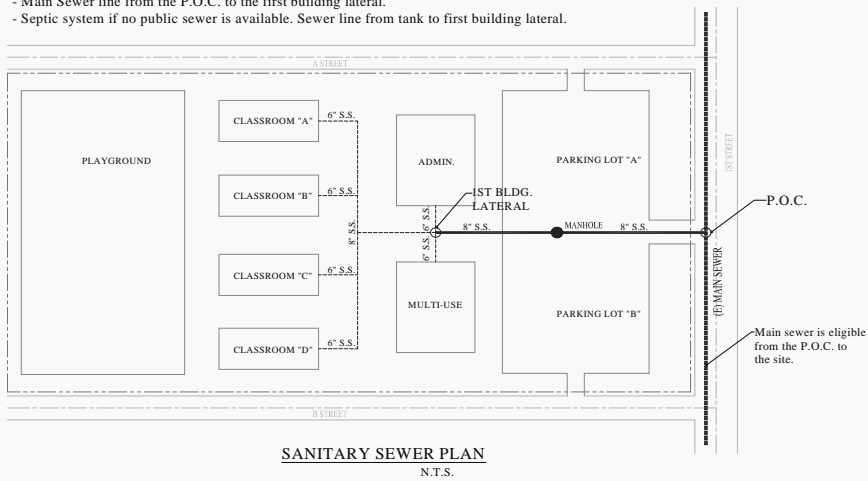 - Main Sewer line from the P.O.C. to the first building lateral.
- Septic system if no public sewer is available. Sewer line from tank to first building lateral.
A STREET
CLASSROOM "A"
6" S.S.
PLAYGROUND
ADMIN.
PARKING LOT "A"
1ST STREET
CLASSROOM "B"
6" S.S.
1ST BLDG.
LATERAL
P.O.C.
6" S.S.
8" S.S.
8" S.S.
MANHOLE
8" S.S.
6" S.S.
CLASSROOM "C"
6" S.S.
(E) MAIN SEWER
MULTI-USE
PARKING LOT "B"
Main sewer is eligible
from the P.O.C. to
the site.
CLASSROOM "D"
6" S.S.
B STREET
SANITARY SEWER PLAN
N.T.S.